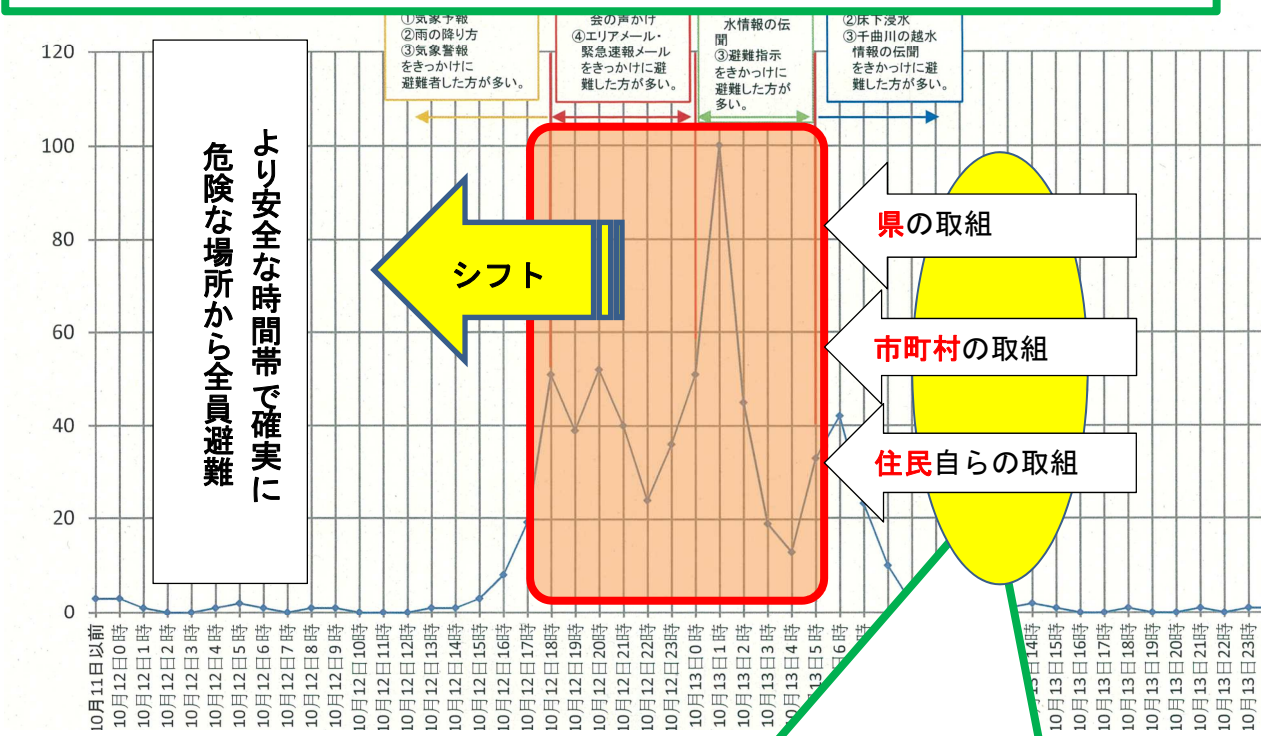 ①気象予報
②雨の降り方
③気象警報
をきっかけに
避難者した方が多い。
会の声かけ
④エリアメール・
緊急速報メール
をきっかけに避
難した方が多い。
水情報の伝
聞
③避難指示
をきかっけに
避難した方が
多い。
②床下浸水
③千曲川の越水
情報の伝聞
をきかっけに避
難した方が多い。
120
100
80
60
40
20
0
より安全な時間帯で確実に
危険な場所から全員避難
シフト
県の取組
市町村の取組
住民自らの取組
10月11日以前
10月12日0時
10月12日1時
10月12日2時
10月12日3時
10月12日4時
10月12日5時
10月12日6時
10月12日7時
10月12日8時
10月12日9時
10月12日10時
10月12日11時
10月12日12時
10月12日13時
10月12日14時
10月12日15時
10月12日16時
10月12日17時
10月12日18時
10月12日19時
10月12日20時
10月12日21時
10月12日22時
10月12日23時
10月13日0時
10月13日1時
10月13日2時
10月13日3時
10月13日4時
10月13日5時
10月13日6時
13日14時
10月13日15時
10月13日16時
10月13日17時
10月13日18時
10月13日19時
10月13日20時
10月13日21時
10月13日22時
10月13日23時